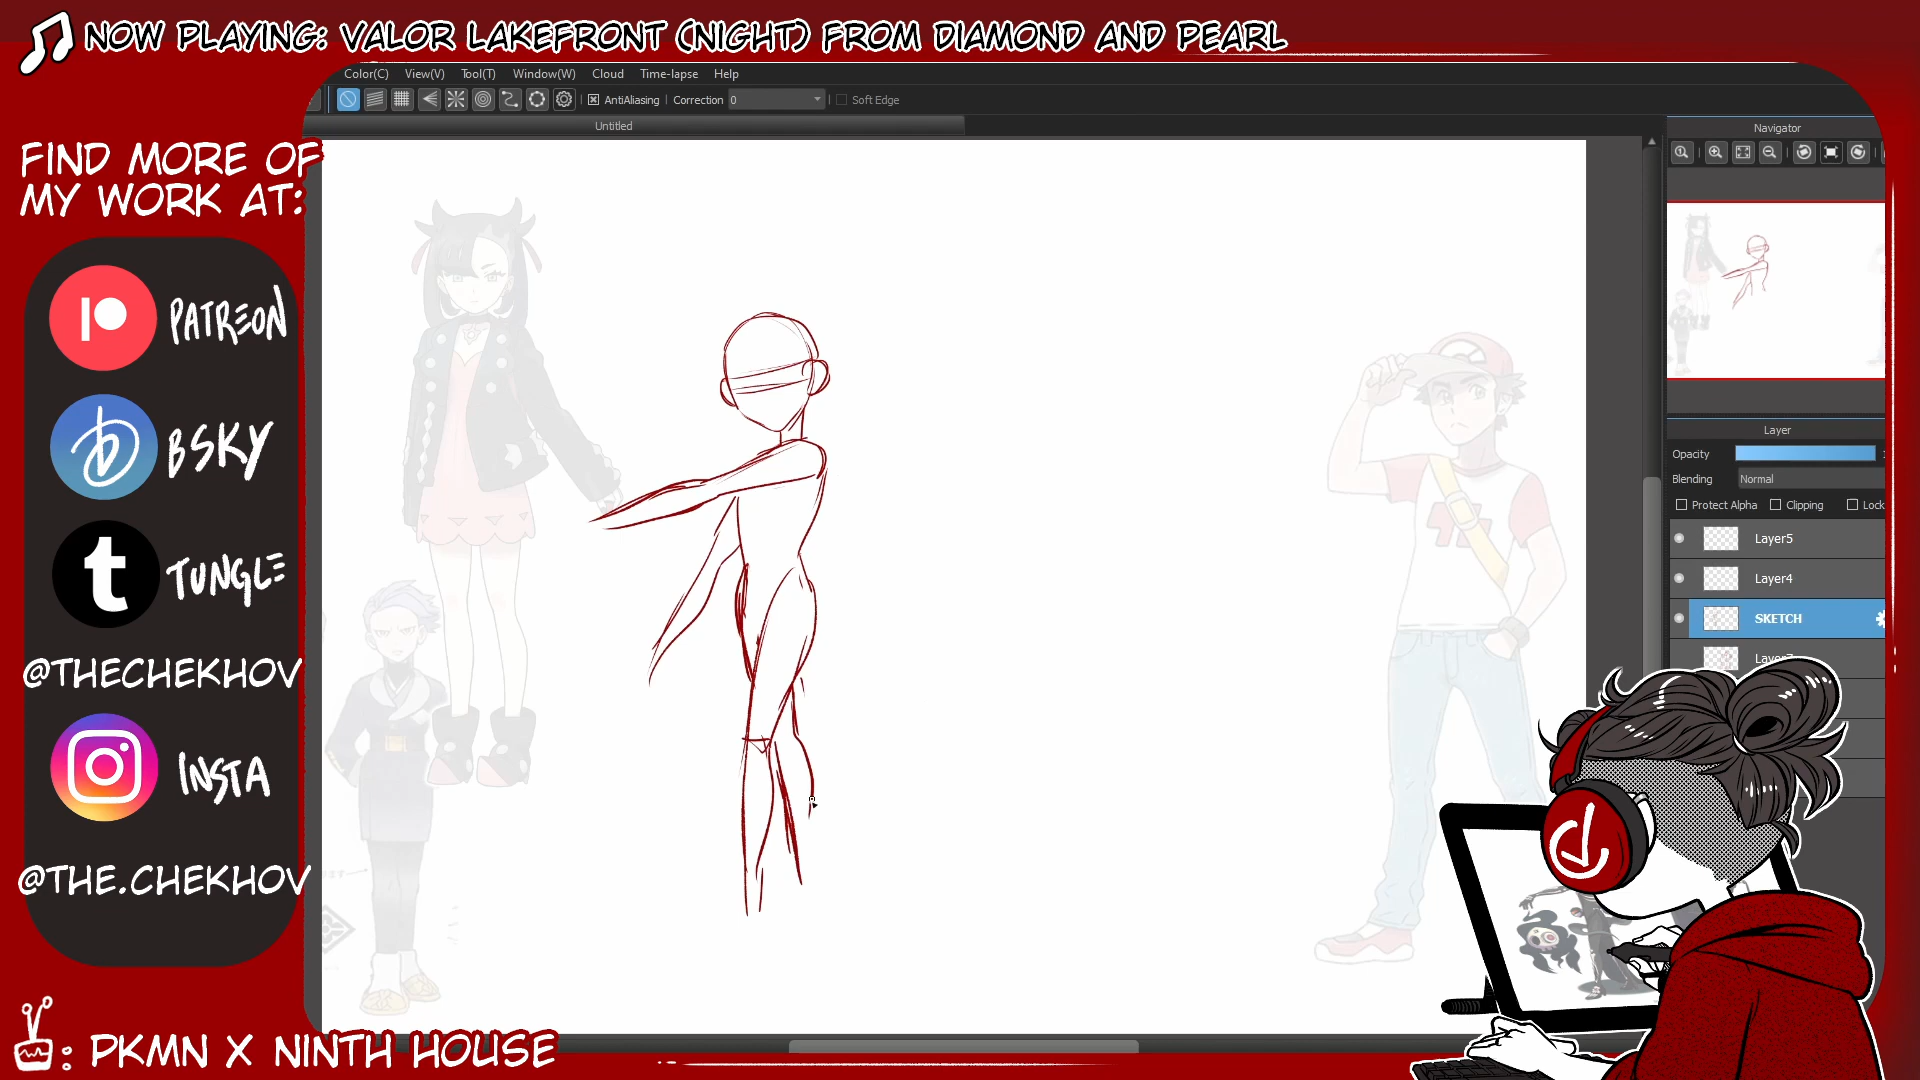 NOW PLAYING: VALOR LAKEFRONT (NIGHT) FROM DIAMOND AND PEARL
Color(C) View(V) Tool(T) Window(W) Cloud Time-lapse Help
AntiAliasing Correction 0 Soft Edge
Untitled
Navigator
FIND MORE OF
MY WORK AT:
PATREON
BSKY
t TUNGLE
@THECHEKHOV
INSTA
@THE.CHEKHOV
Layer
Opacity
Blending Normal
Protect Alpha Clipping Lock
Layer5
Layer4
SKETCH
: PKMN X NINTH HOUSE